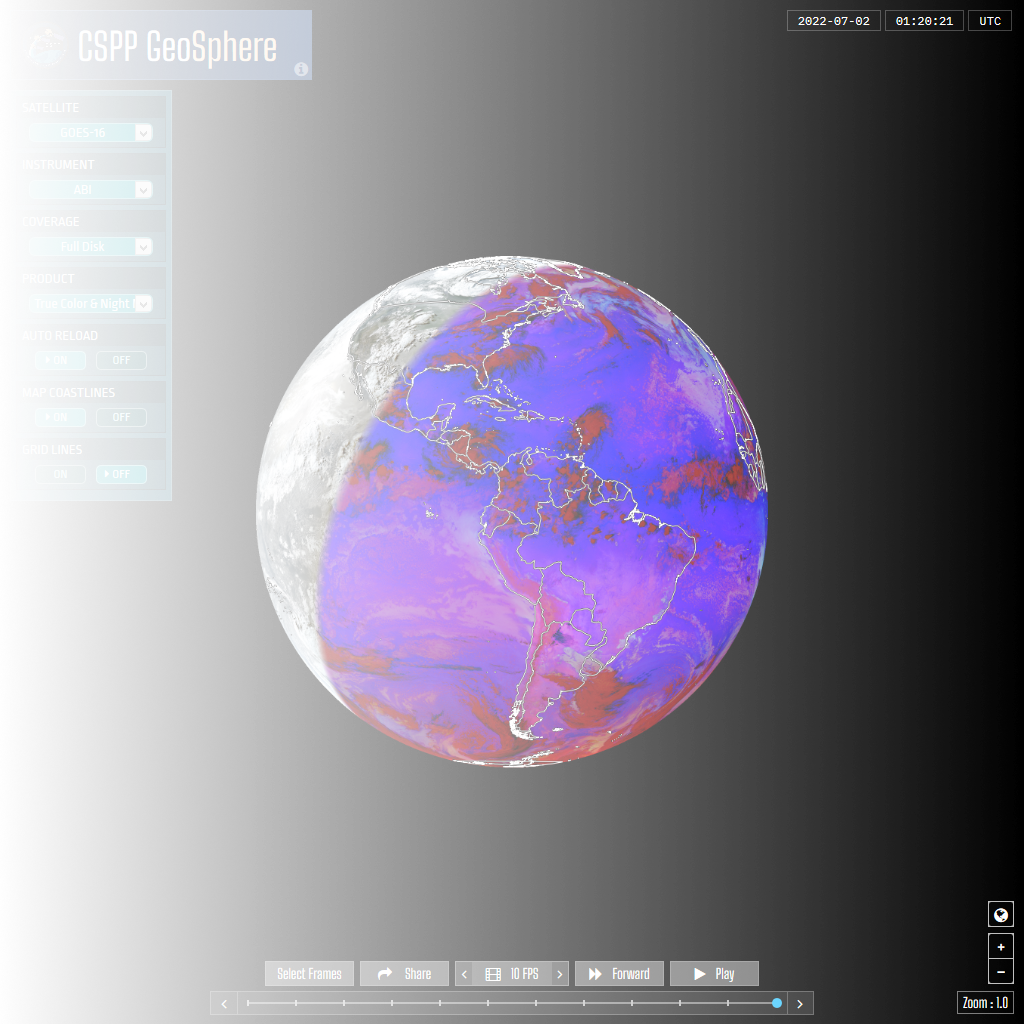 CSPP GeoSphere
2022-07-02 01:20:21 UTC
SATELLITE
GOES-16
INSTRUMENT
ABI
COVERAGE
Full Disk
PRODUCT
True Color & Night
AUTO RELOAD
ON OFF
MAP COASTLINES
ON OFF
GRID LINES
ON OFF
Select Frames Share 10 FPS Forward Play
Zoom : 1.0